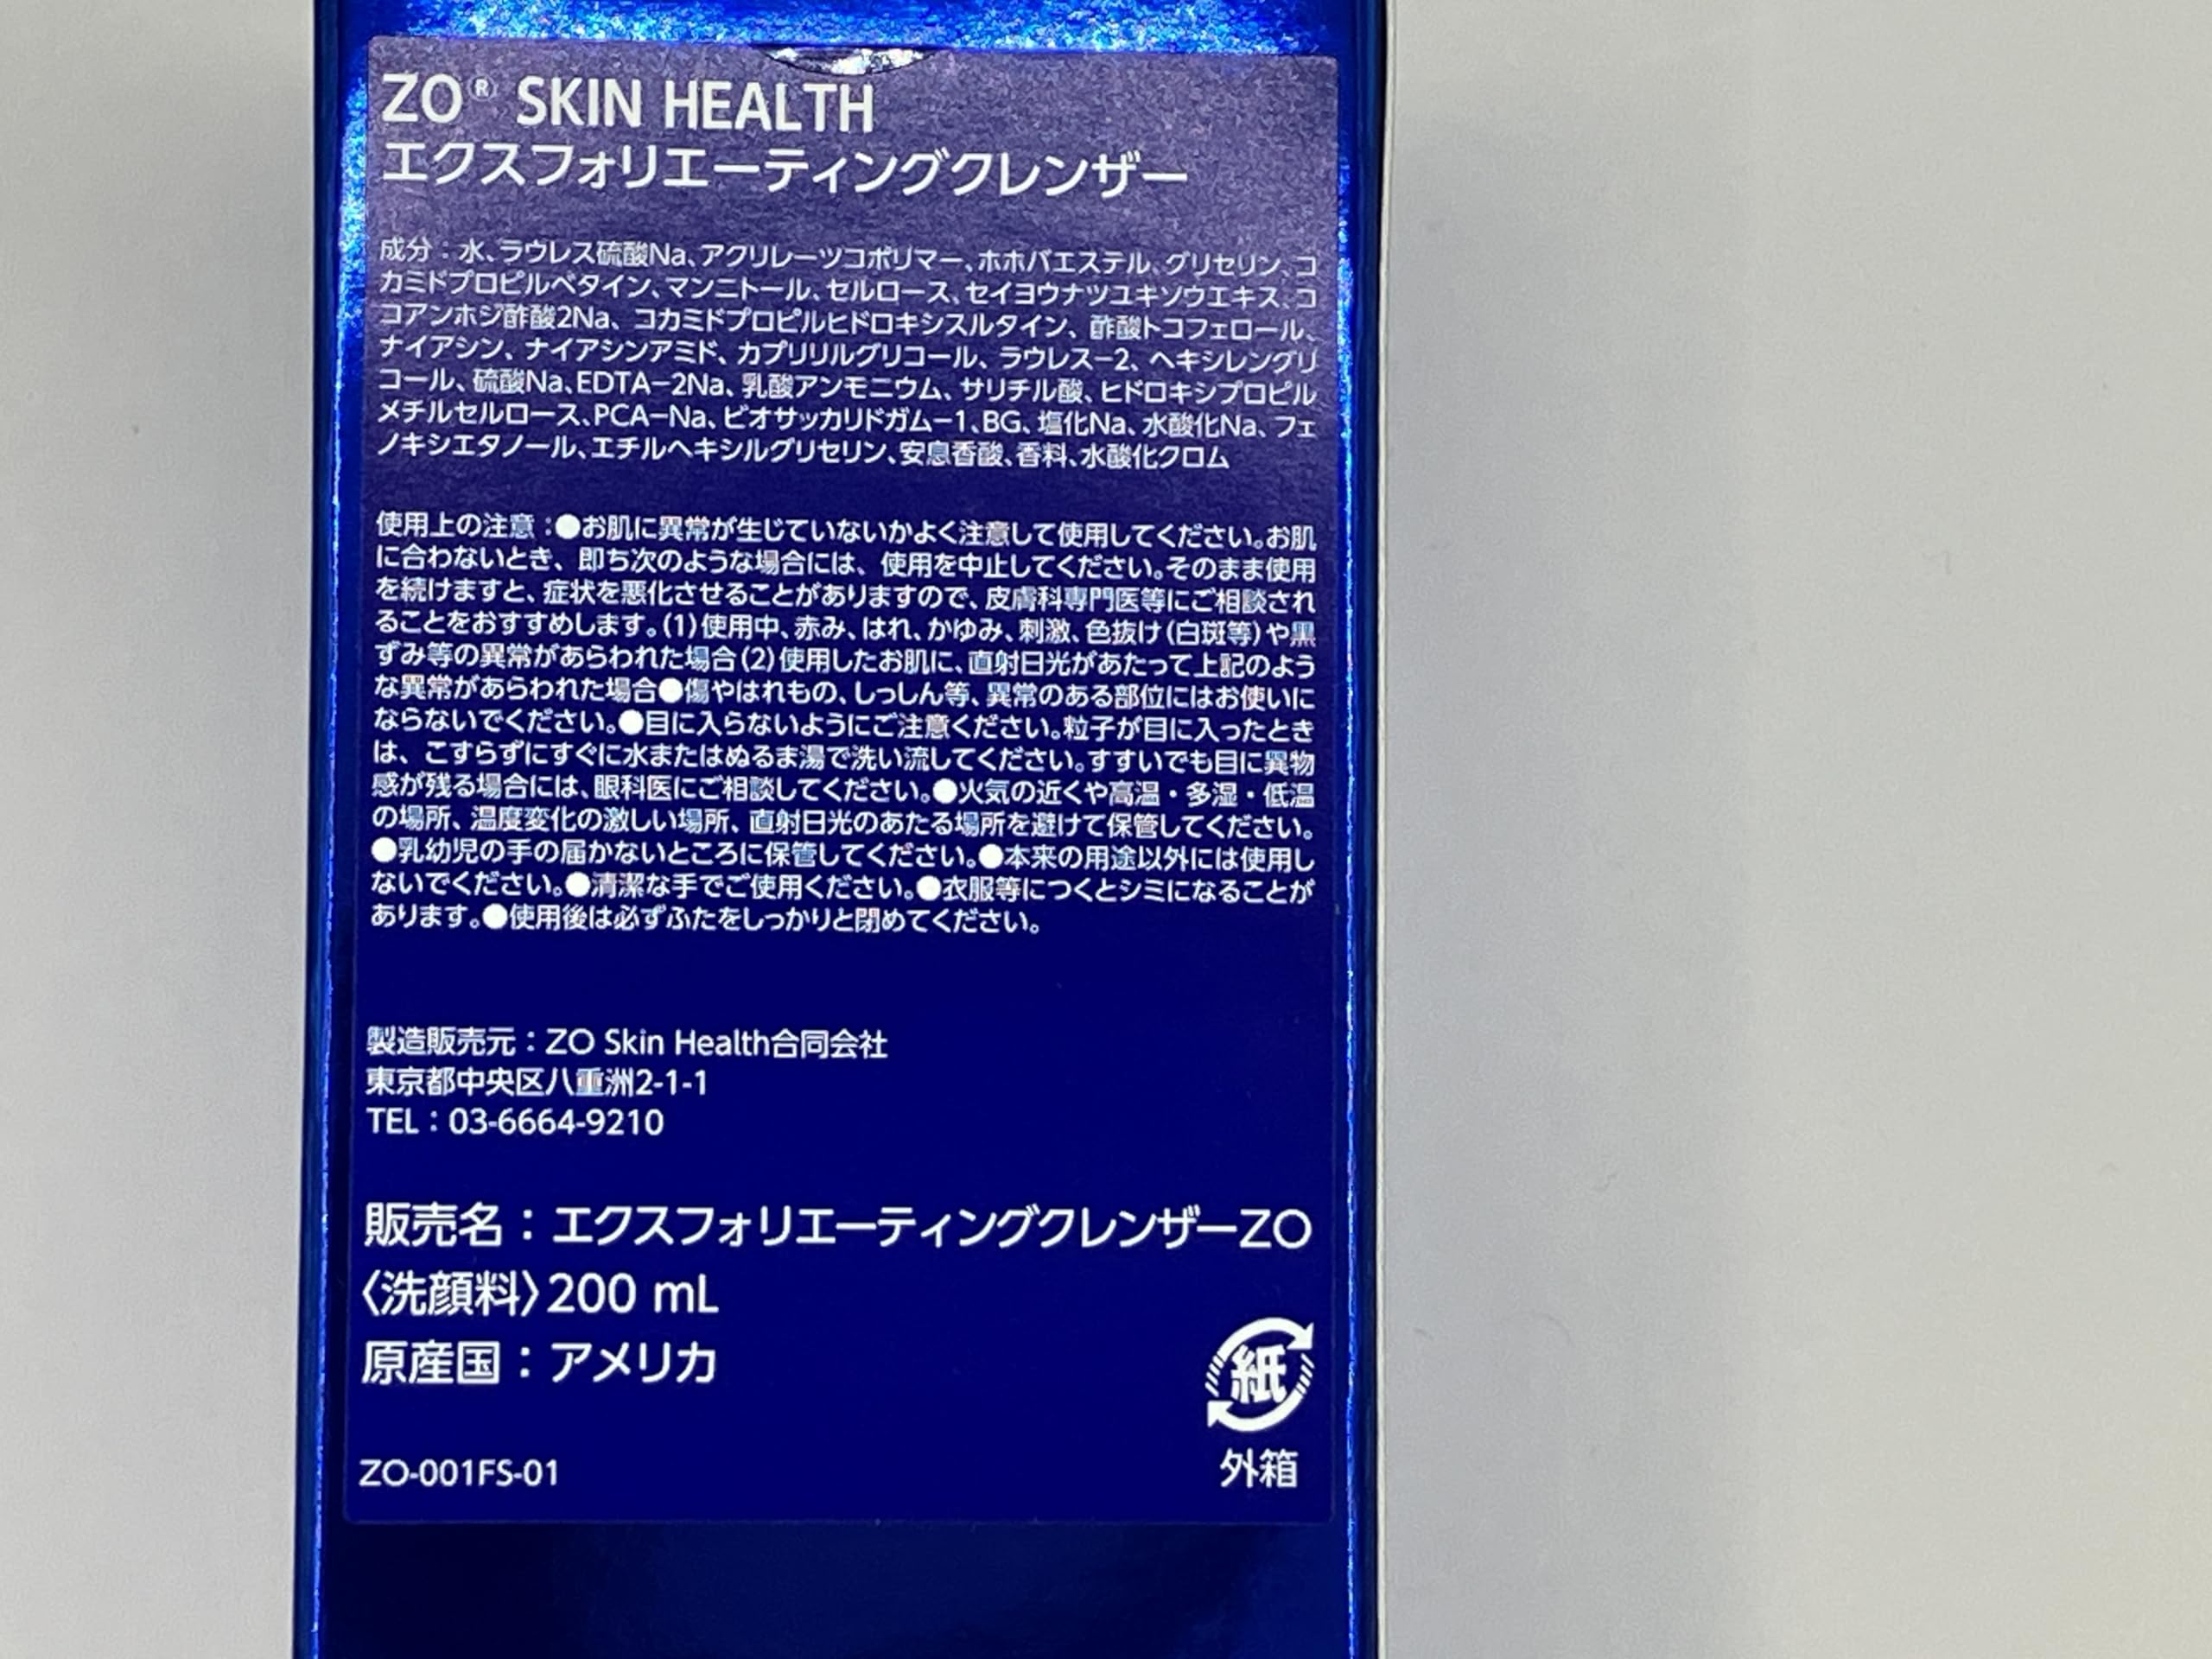 ZO® SKIN HEALTH
エクスフォリエーティングクレンザー
成分：水、ラウレス硫酸Na、アクリレーツコポリマー、ホホバエステル、グリセリン、コ
カミドプロピルベタイン、マンニトール、セルロース、セイヨウナツユキソウエキス、コ
コアンホジ酢酸2Na、コカミドプロピルヒドロキシスルタイン、酢酸トコフェロール、
ナイアシン、ナイアシンアミド、カプリリルグリコール、ラウレス－2、ヘキシレングリ
コール、硫酸Na、EDTA－2Na、乳酸アンモニウム、サリチル酸、ヒドロキシプロピル
メチルセルロース、PCA－Na、ビオサッカリドガム－1、BG、塩化Na、水酸化Na、フェ
ノキシエタノール、エチルヘキシルグリセリン、安息香酸、香料、水酸化クロム
使用上の注意：●お肌に異常が生じていないかよく注意して使用してください。お肌
に合わないとき、即ち次のような場合には、使用を中止してください。そのまま使用
を続けますと、症状を悪化させることがありますので、皮膚科専門医等にご相談され
ることをおすすめします。(1)使用中、赤み、はれ、かゆみ、刺激、色抜け(白斑等)や黒
ずみ等の異常があらわれた場合(2)使用したお肌に、直射日光があたって上記のよう
な異常があらわれた場合●傷やはれもの、しっしん等、異常のある部位にはお使いに
ならないでください。●目に入らないようにご注意ください。粒子が目に入ったとき
は、こすらずにすぐに水またはぬるま湯で洗い流してください。すすいでも目に異物
感が残る場合には、眼科医にご相談してください。●火気の近くや高温・多湿・低温
の場所、温度変化の激しい場所、直射日光のあたる場所を避けて保管してください。
●乳幼児の手の届かないところに保管してください。●本来の用途以外には使用し
ないでください。●清潔な手でご使用ください。●衣服等につくとシミになることが
あります。●使用後は必ずふたをしっかりと閉めてください。
製造販売元：ZO Skin Health合同会社
東京都中央区八重洲2-1-1
TEL：03-6664-9210
販売名：エクスフォリエーティングクレンザーZO
〈洗顔料〉200 mL
原産国：アメリカ
紙
外箱
ZO-001FS-01